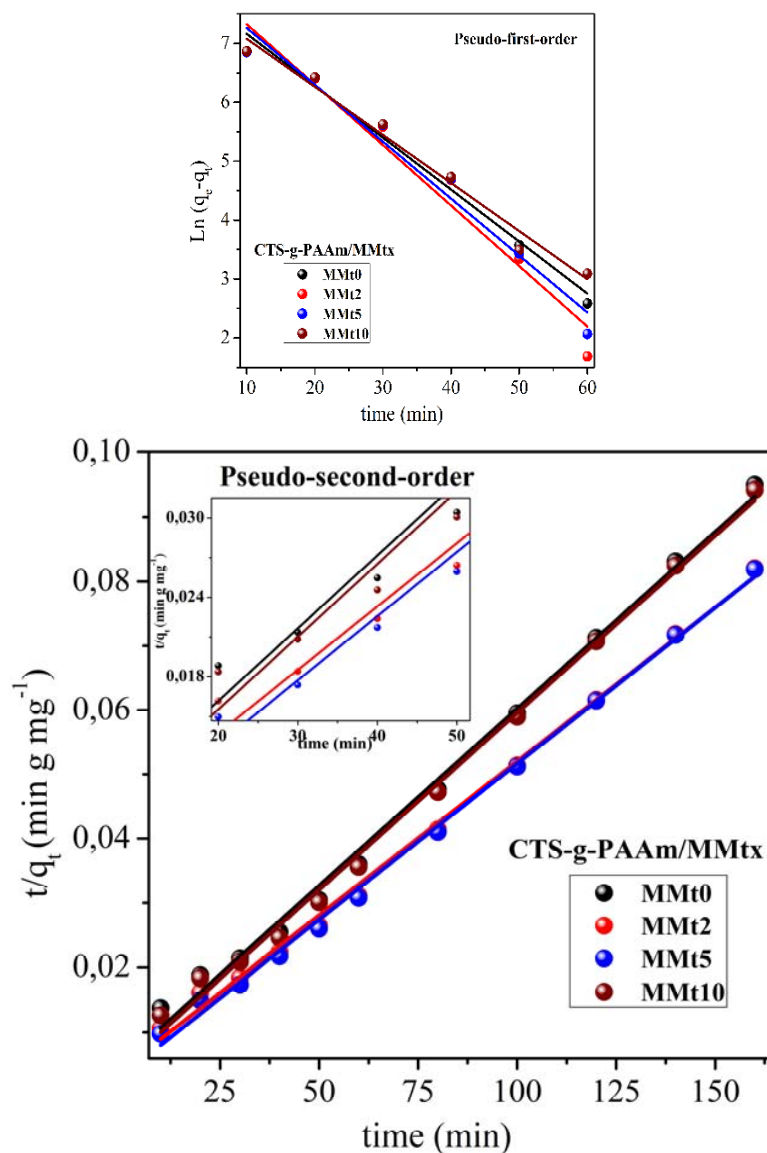 Pseudo-first-order
7
6
5
4
3
2
Ln (qe-qt)
CTS-g-PAAm/MMtx
MMt0
MMt2
MMt5
MMt10
10 20 30 40 50 60
time (min)
0,10
0,08
0,06
0,04
0,02
t/qt (min g mg⁻¹)
Pseudo-second-order
0,030
0,024
0,018
t/qt (min g mg⁻¹)
20 30 40 50
time (min)
CTS-g-PAAm/MMtx
MMt0
MMt2
MMt5
MMt10
25 50 75 100 125 150
time (min)